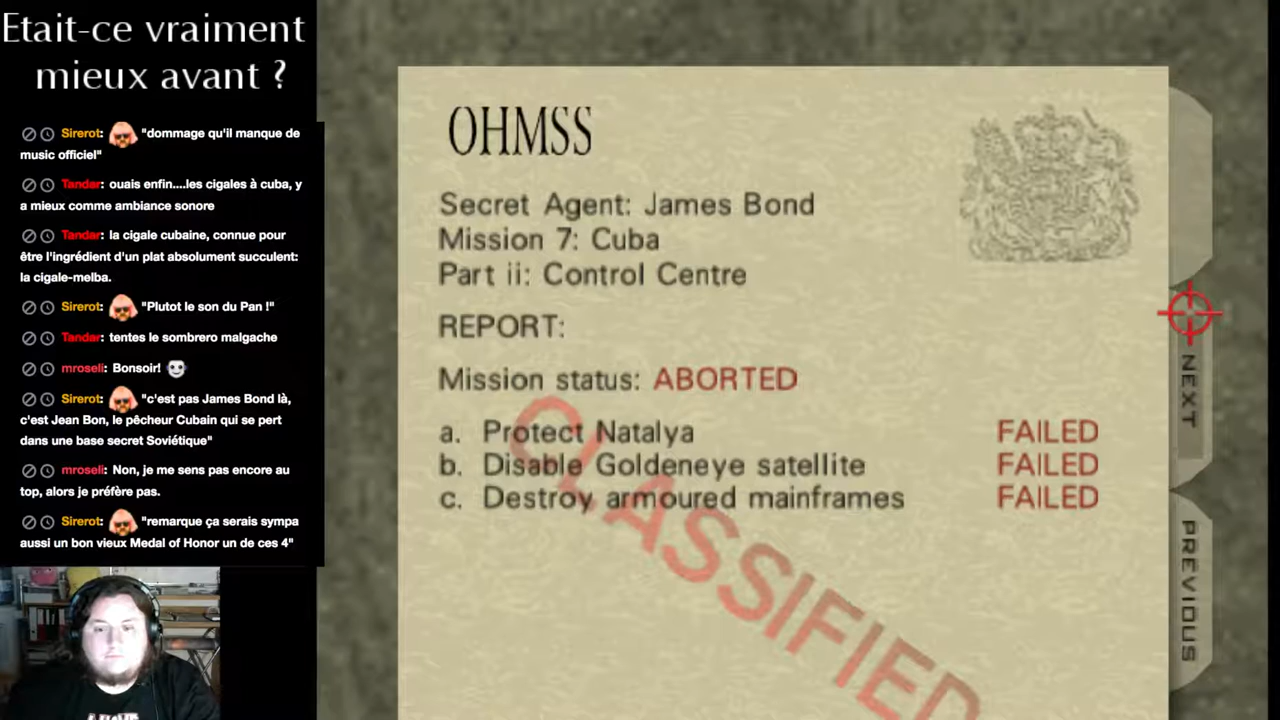 Etait-ce vraiment
mieux avant ?
Sirerot: "dommage qu'il manque de
music officiel"
Tandar: ouais enfin....les cigales à cuba, y
a mieux comme ambiance sonore
Tandar: la cigale cubaine, connue pour
être l'ingrédient d'un plat absolument succulent:
la cigale-melba.
Sirerot: "Plutot le son du Pan !"
Tandar: tentes le sombrero malgache
mroseli: Bonsoir!
Sirerot: "c'est pas James Bond là,
c'est Jean Bon, le pêcheur Cubain qui se pert
dans une base secret Soviétique"
mroseli: Non, je me sens pas encore au
top, alors je préfère pas.
Sirerot: "remarque ça serais sympa
aussi un bon vieux Medal of Honor un de ces 4"
OHMSS
Secret Agent: James Bond
Mission 7: Cuba
Part ii: Control Centre
REPORT:
Mission status: ABORTED
a. Protect Natalya FAILED
b. Disable Goldeneye satellite FAILED
c. Destroy armoured mainframes FAILED
CLASSIFIED
NEXT
PREVIOUS